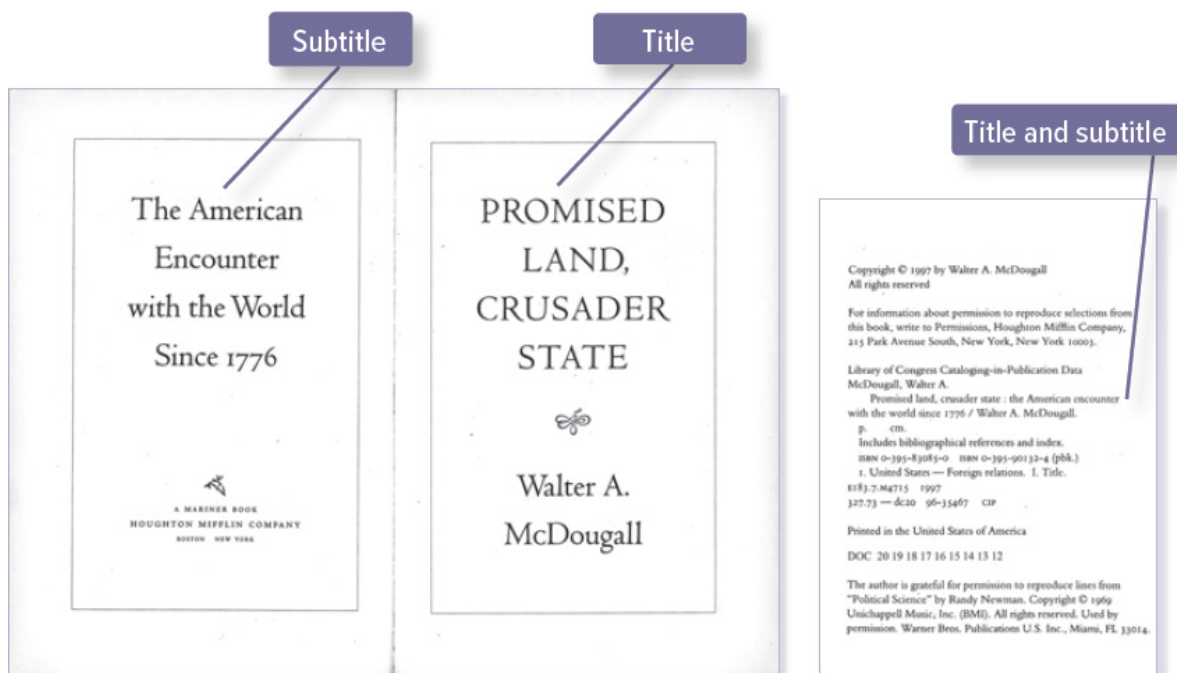 Subtitle
Title
Title and subtitle
The American
Encounter
with the World
Since 1776
A MARINER BOOK
HOUGHTON MIFFLIN COMPANY
BOSTON NEW YORK
PROMISED
LAND,
CRUSADER
STATE
Walter A.
McDougall
Copyright © 1997 by Walter A. McDougall
All rights reserved
For information about permission to reproduce selections from
this book, write to Permissions, Houghton Mifflin Company,
215 Park Avenue South, New York, New York 10003.
Library of Congress Cataloging-in-Publication Data
McDougall, Walter A.
Promised land, crusader state : the American encounter
with the world since 1776 / Walter A. McDougall.
p. cm.
Includes bibliographical references and index.
ISBN 0-395-83085-0 ISBN 0-395-90132-4 (pbk.)
1. United States — Foreign relations. I. Title.
E183.7.M4715 1997
327.73 — dc20 96-35467 CIP
Printed in the United States of America
DOC 20 19 18 17 16 15 14 13 12
The author is grateful for permission to reproduce lines from
"Political Science" by Randy Newman. Copyright © 1969
Unichappell Music, Inc. (BMI). All rights reserved. Used by
permission. Warner Bros. Publications U.S. Inc., Miami, FL 33014.